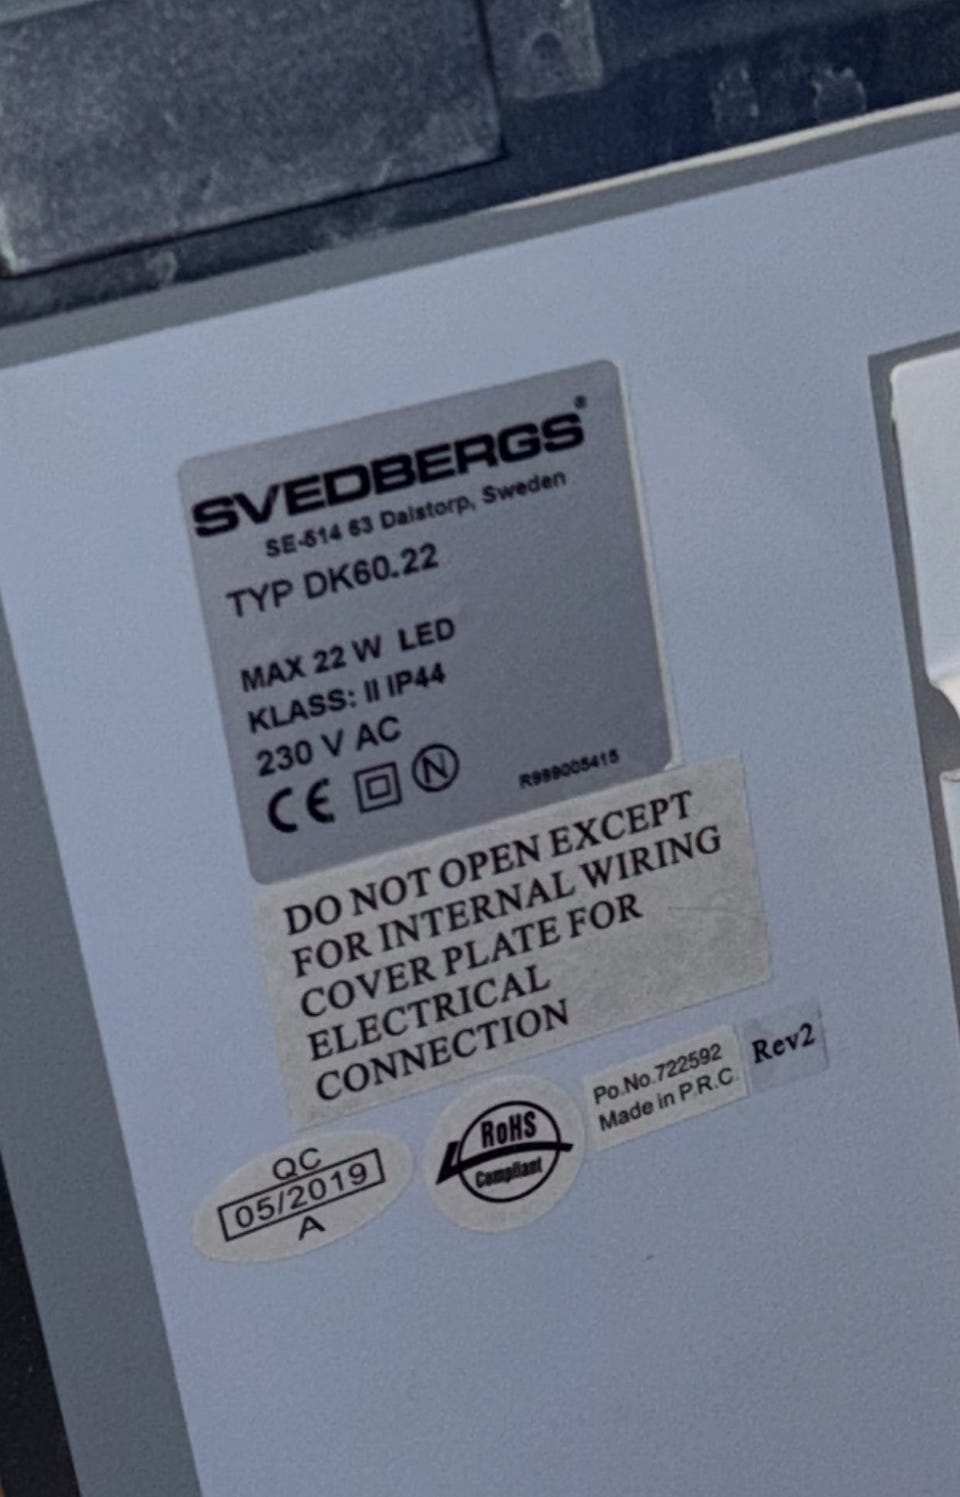 SVEDBERGS®
SE-514 63 Dalstorp, Sweden
TYP DK60.22
MAX 22 W LED
KLASS: II IP44
230 V AC
CE N
R999005415
DO NOT OPEN EXCEPT
FOR INTERNAL WIRING
COVER PLATE FOR
ELECTRICAL
CONNECTION
Po.No.722592
Made in P.R.C.
Rev2
RoHS
Compliant
QC
05/2019
A